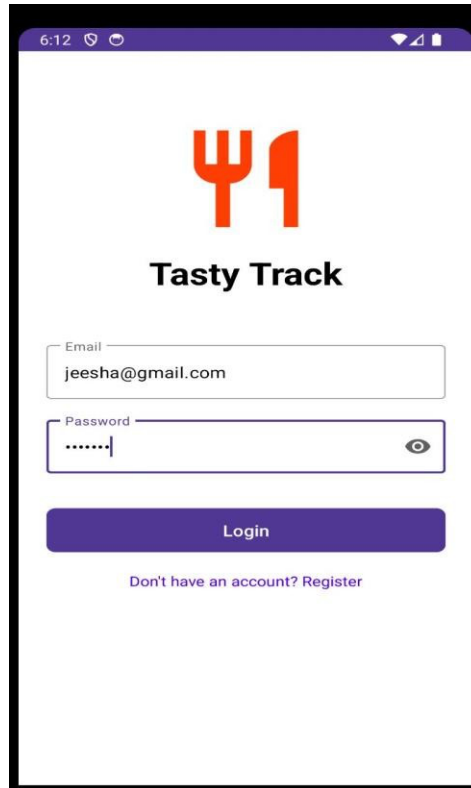 6:12
Tasty Track
Email
jeesha@gmail.com
Password
•••••••
Login
Don't have an account? Register